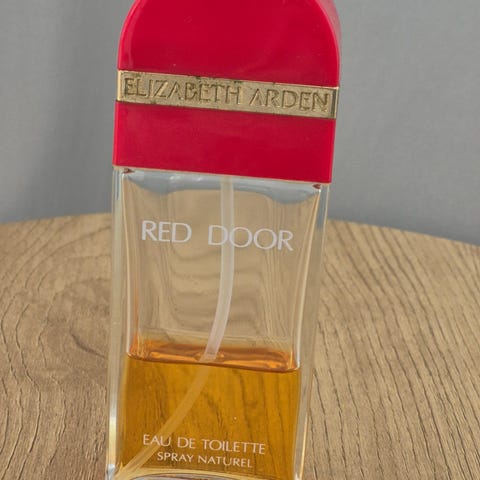 ELIZABETH ARDEN
RED DOOR
EAU DE TOILETTE
SPRAY NATUREL